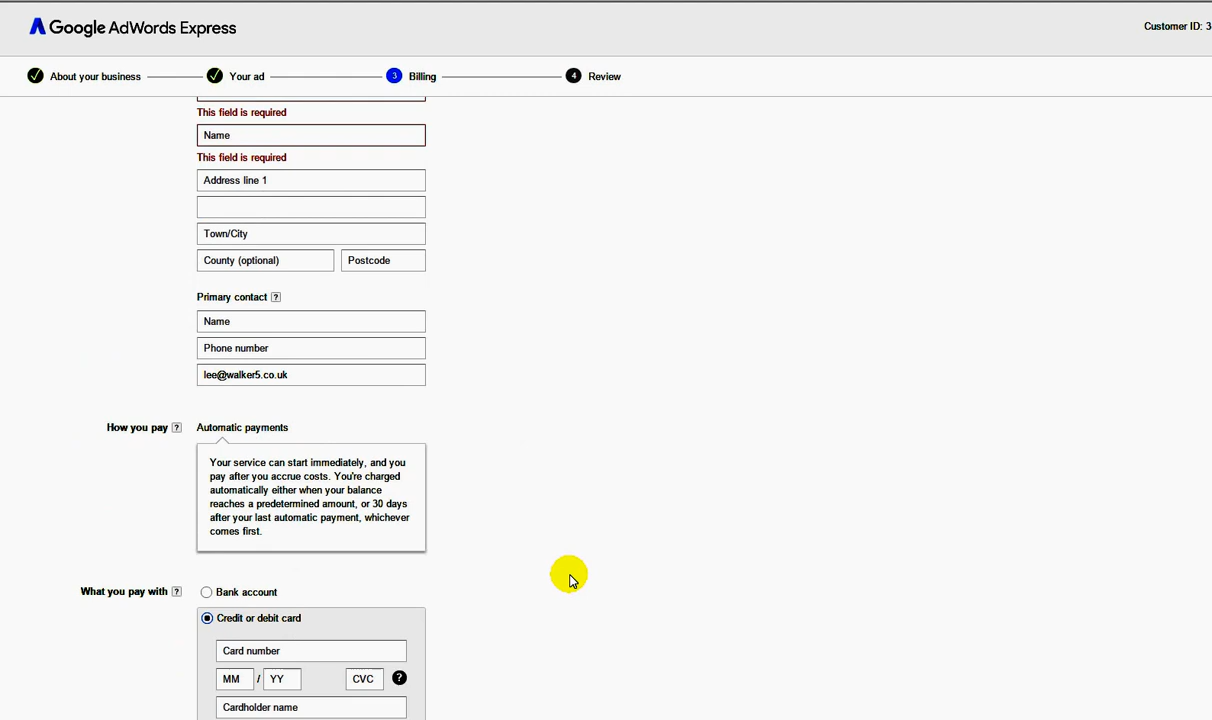 Google AdWords Express
Customer ID: 3
About your business
Your ad
3 Billing
4 Review
This field is required
Name
This field is required
Address line 1
Town/City
County (optional)
Postcode
Primary contact ?
Name
Phone number
lee@walker5.co.uk
How you pay ?
Automatic payments
Your service can start immediately, and you
pay after you accrue costs. You're charged
automatically either when your balance
reaches a predetermined amount, or 30 days
after your last automatic payment, whichever
comes first.
What you pay with ?
Bank account
Credit or debit card
Card number
MM / YY
CVC ?
Cardholder name